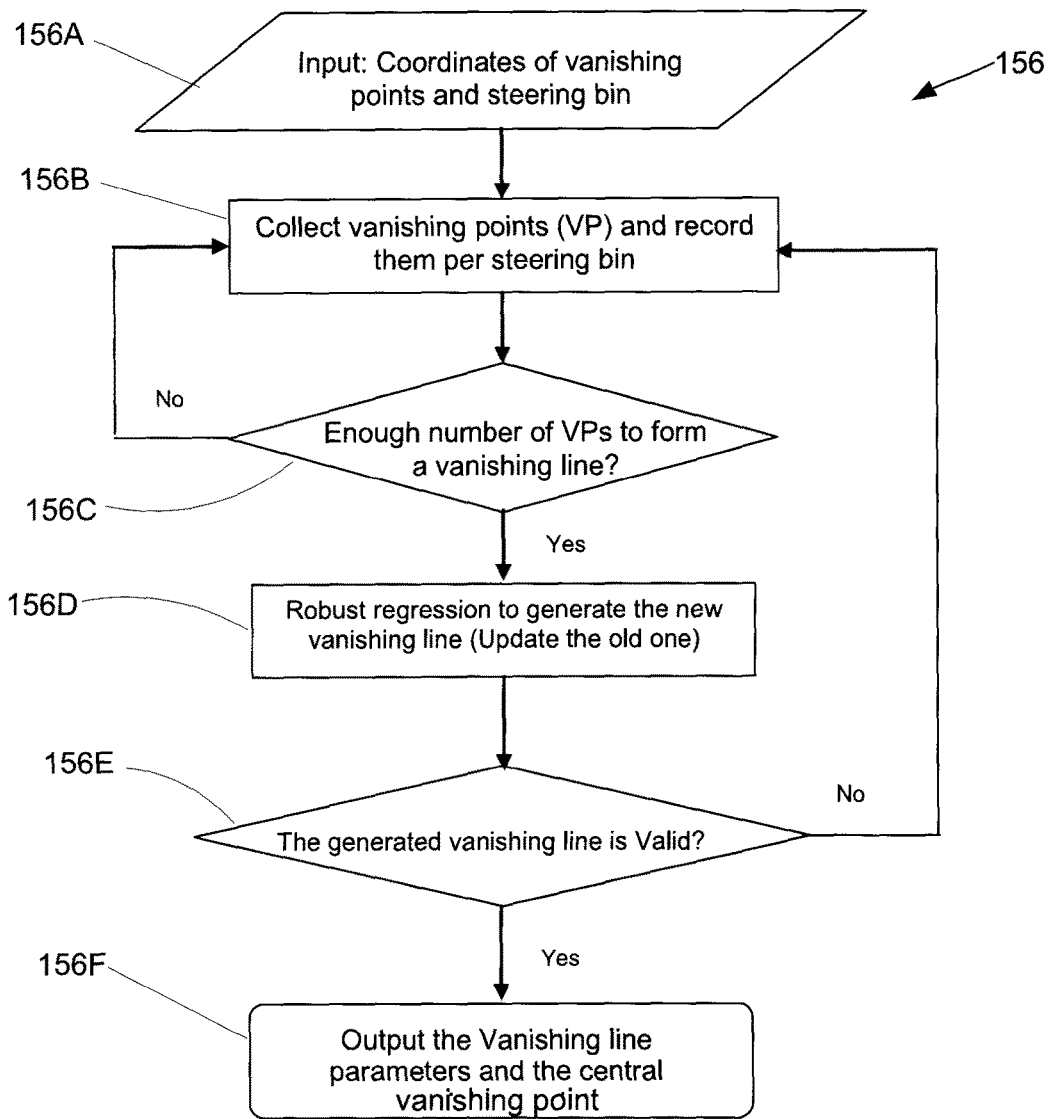 156A
Input: Coordinates of vanishing
points and steering bin
156
156B
Collect vanishing points (VP) and record
them per steering bin
No
Enough number of VPs to form
a vanishing line?
156C
Yes
156D
Robust regression to generate the new
vanishing line (Update the old one)
156E
No
The generated vanishing line is Valid?
Yes
156F
Output the Vanishing line
parameters and the central
vanishing point